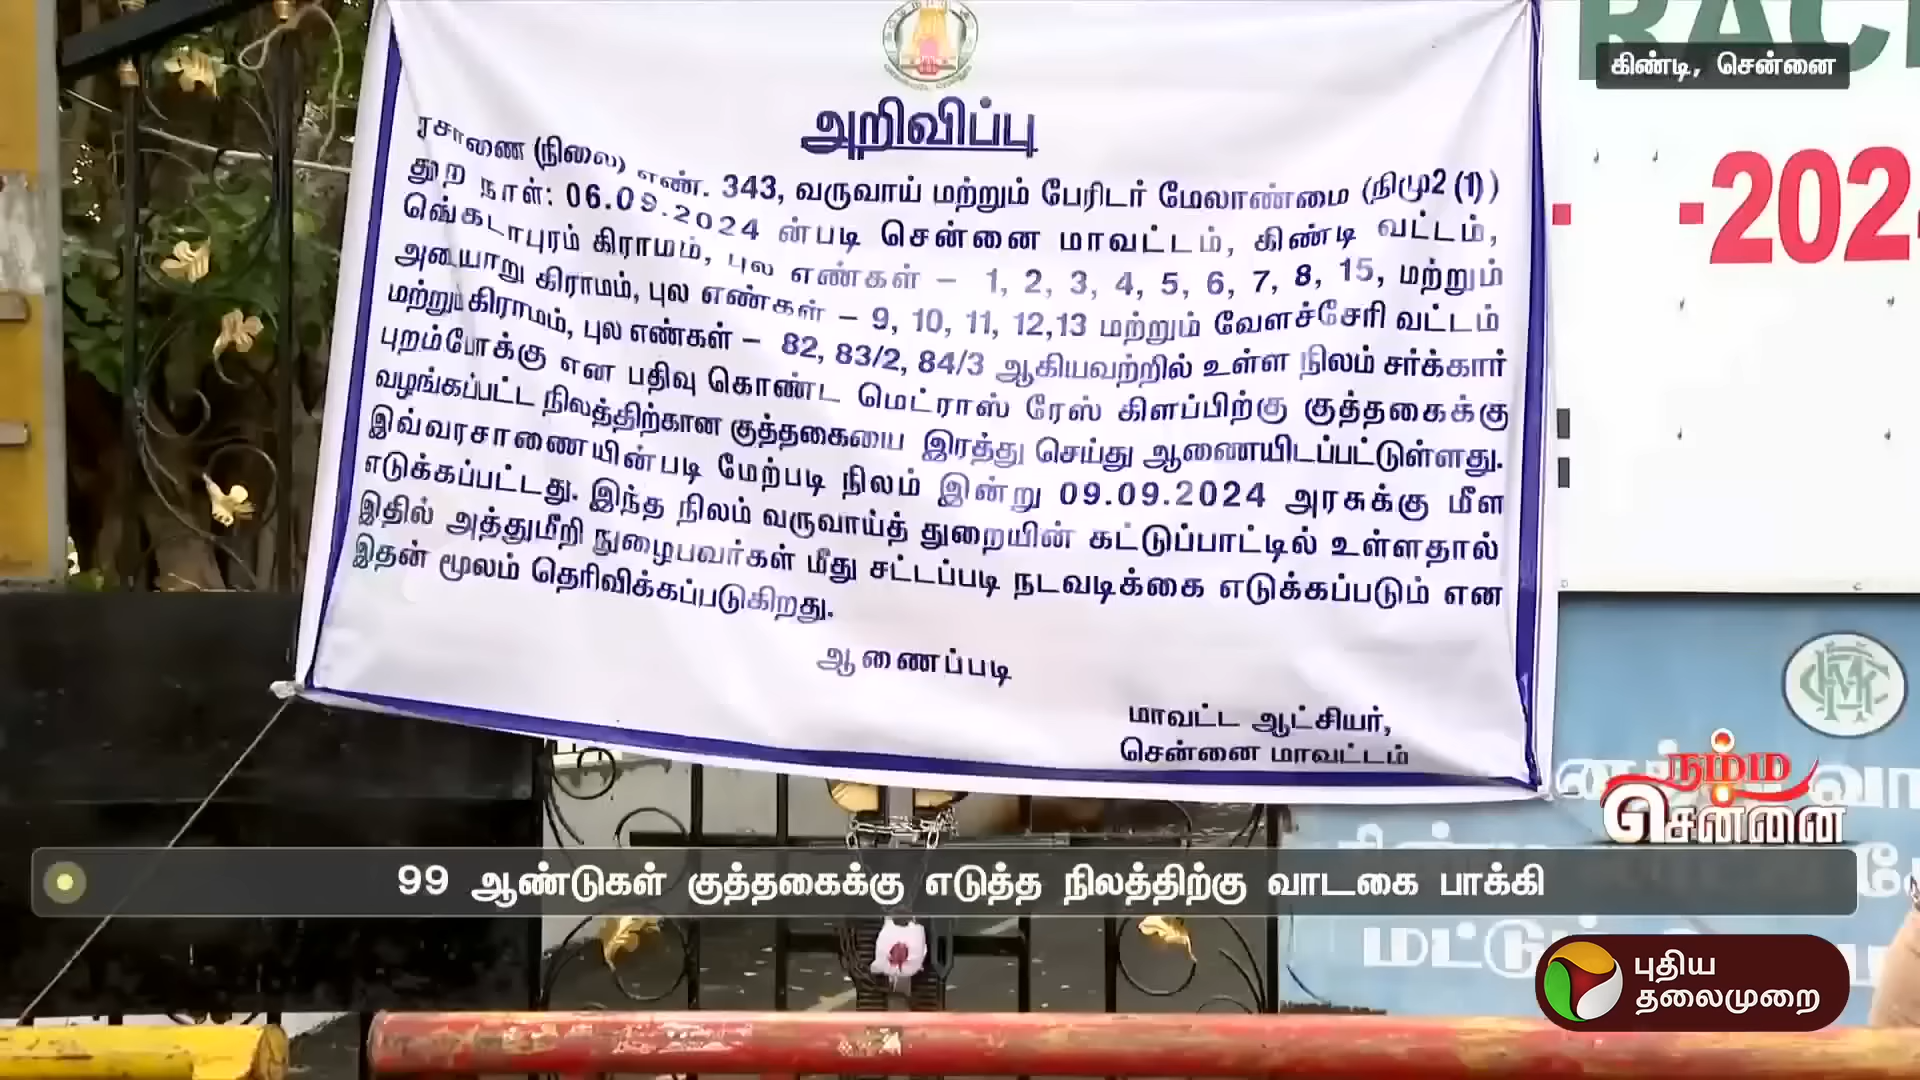 அறிவிப்பு
ரசாணை (நிலை) எண். 343, வருவாய் மற்றும் பேரிடர் மேலாண்மை (நிமு2 (1))
துற நாள்: 06.09.2024 ன்படி சென்னை மாவட்டம், கிண்டி வட்டம்,
வெங்கடாபுரம் கிராமம், புல எண்கள் – 1, 2, 3, 4, 5, 6, 7, 8, 15, மற்றும்
அடையாறு கிராமம், புல எண்கள் – 9, 10, 11, 12,13 மற்றும் வேளச்சேரி வட்டம்
கிராமம், புல எண்கள் – 82, 83/2, 84/3 ஆகியவற்றில் உள்ள நிலம் சர்க்கார்
புறம்போக்கு என பதிவு கொண்ட மெட்ராஸ் ரேஸ் கிளப்பிற்கு குத்தகைக்கு
வழங்கப்பட்ட நிலத்திற்கான குத்தகையை இரத்து செய்து ஆணையிடப்பட்டுள்ளது.
இவ்வரசாணையின்படி மேற்படி நிலம் இன்று 09.09.2024 அரசுக்கு மீள
எடுக்கப்பட்டது. இந்த நிலம் வருவாய்த் துறையின் கட்டுப்பாட்டில் உள்ளதால்
இதில் அத்துமீறி நுழைபவர்கள் மீது சட்டப்படி நடவடிக்கை எடுக்கப்படும் என
இதன் மூலம் தெரிவிக்கப்படுகிறது.
ஆணைப்படி
மாவட்ட ஆட்சியர்,
சென்னை மாவட்டம்
கிண்டி, சென்னை
RAC
-202
நம்ம
சென்னை
99 ஆண்டுகள் குத்தகைக்கு எடுத்த நிலத்திற்கு வாடகை பாக்கி
மட்டும்
புதிய
தலைமுறை